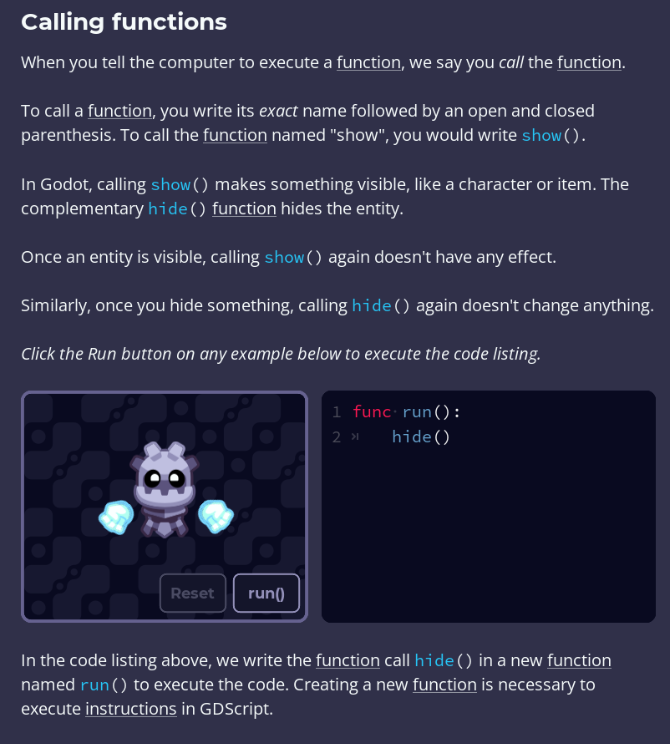 Calling functions
When you tell the computer to execute a function, we say you call the function.
To call a function, you write its exact name followed by an open and closed
parenthesis. To call the function named "show", you would write show().
In Godot, calling show() makes something visible, like a character or item. The
complementary hide() function hides the entity.
Once an entity is visible, calling show() again doesn't have any effect.
Similarly, once you hide something, calling hide() again doesn't change anything.
Click the Run button on any example below to execute the code listing.
1 func run():
2 hide()
Reset run()
In the code listing above, we write the function call hide() in a new function
named run() to execute the code. Creating a new function is necessary to
execute instructions in GDScript.